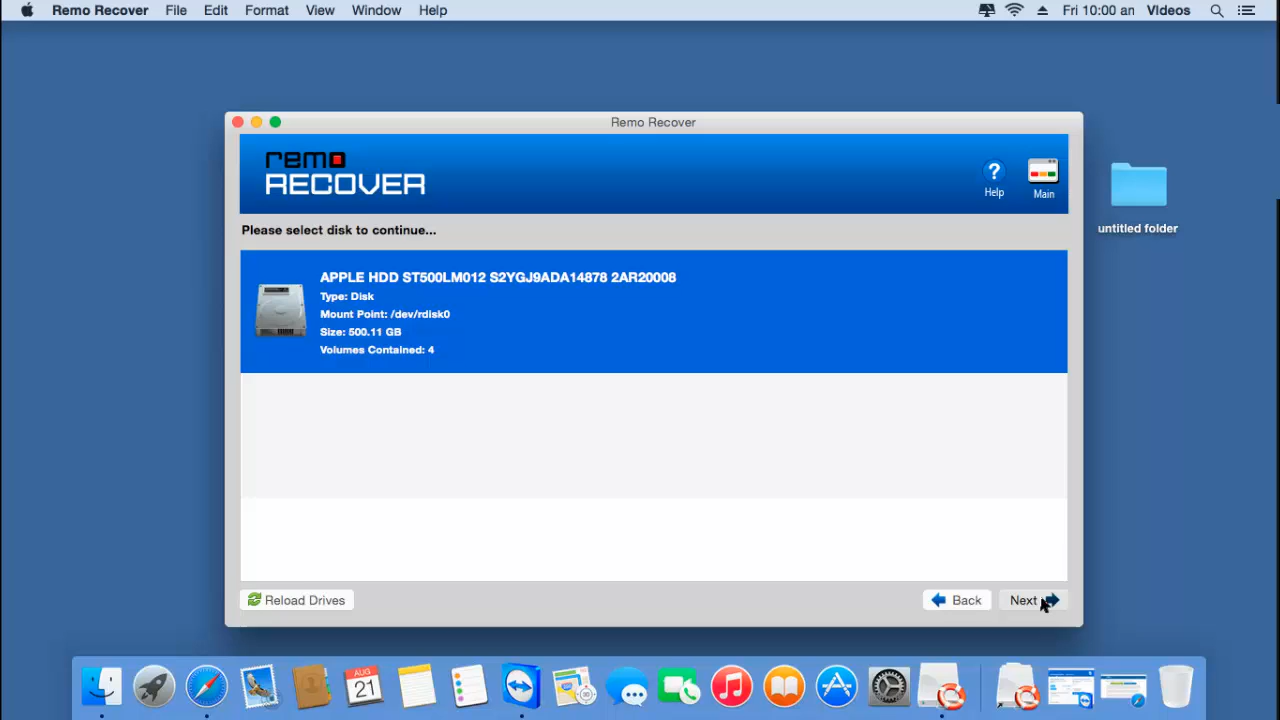 Remo Recover File Edit Format View Window Help Fri 10:00 an VIdeos
Remo Recover
remo
RECOVER
? Help Main
Please select disk to continue...
untitled folder
APPLE HDD ST500LM012 S2YGJ9ADA14878 2AR20008
Type: Disk
Mount Point: /dev/rdisk0
Size: 500.11 GB
Volumes Contained: 4
Reload Drives Back Next
AUG
21